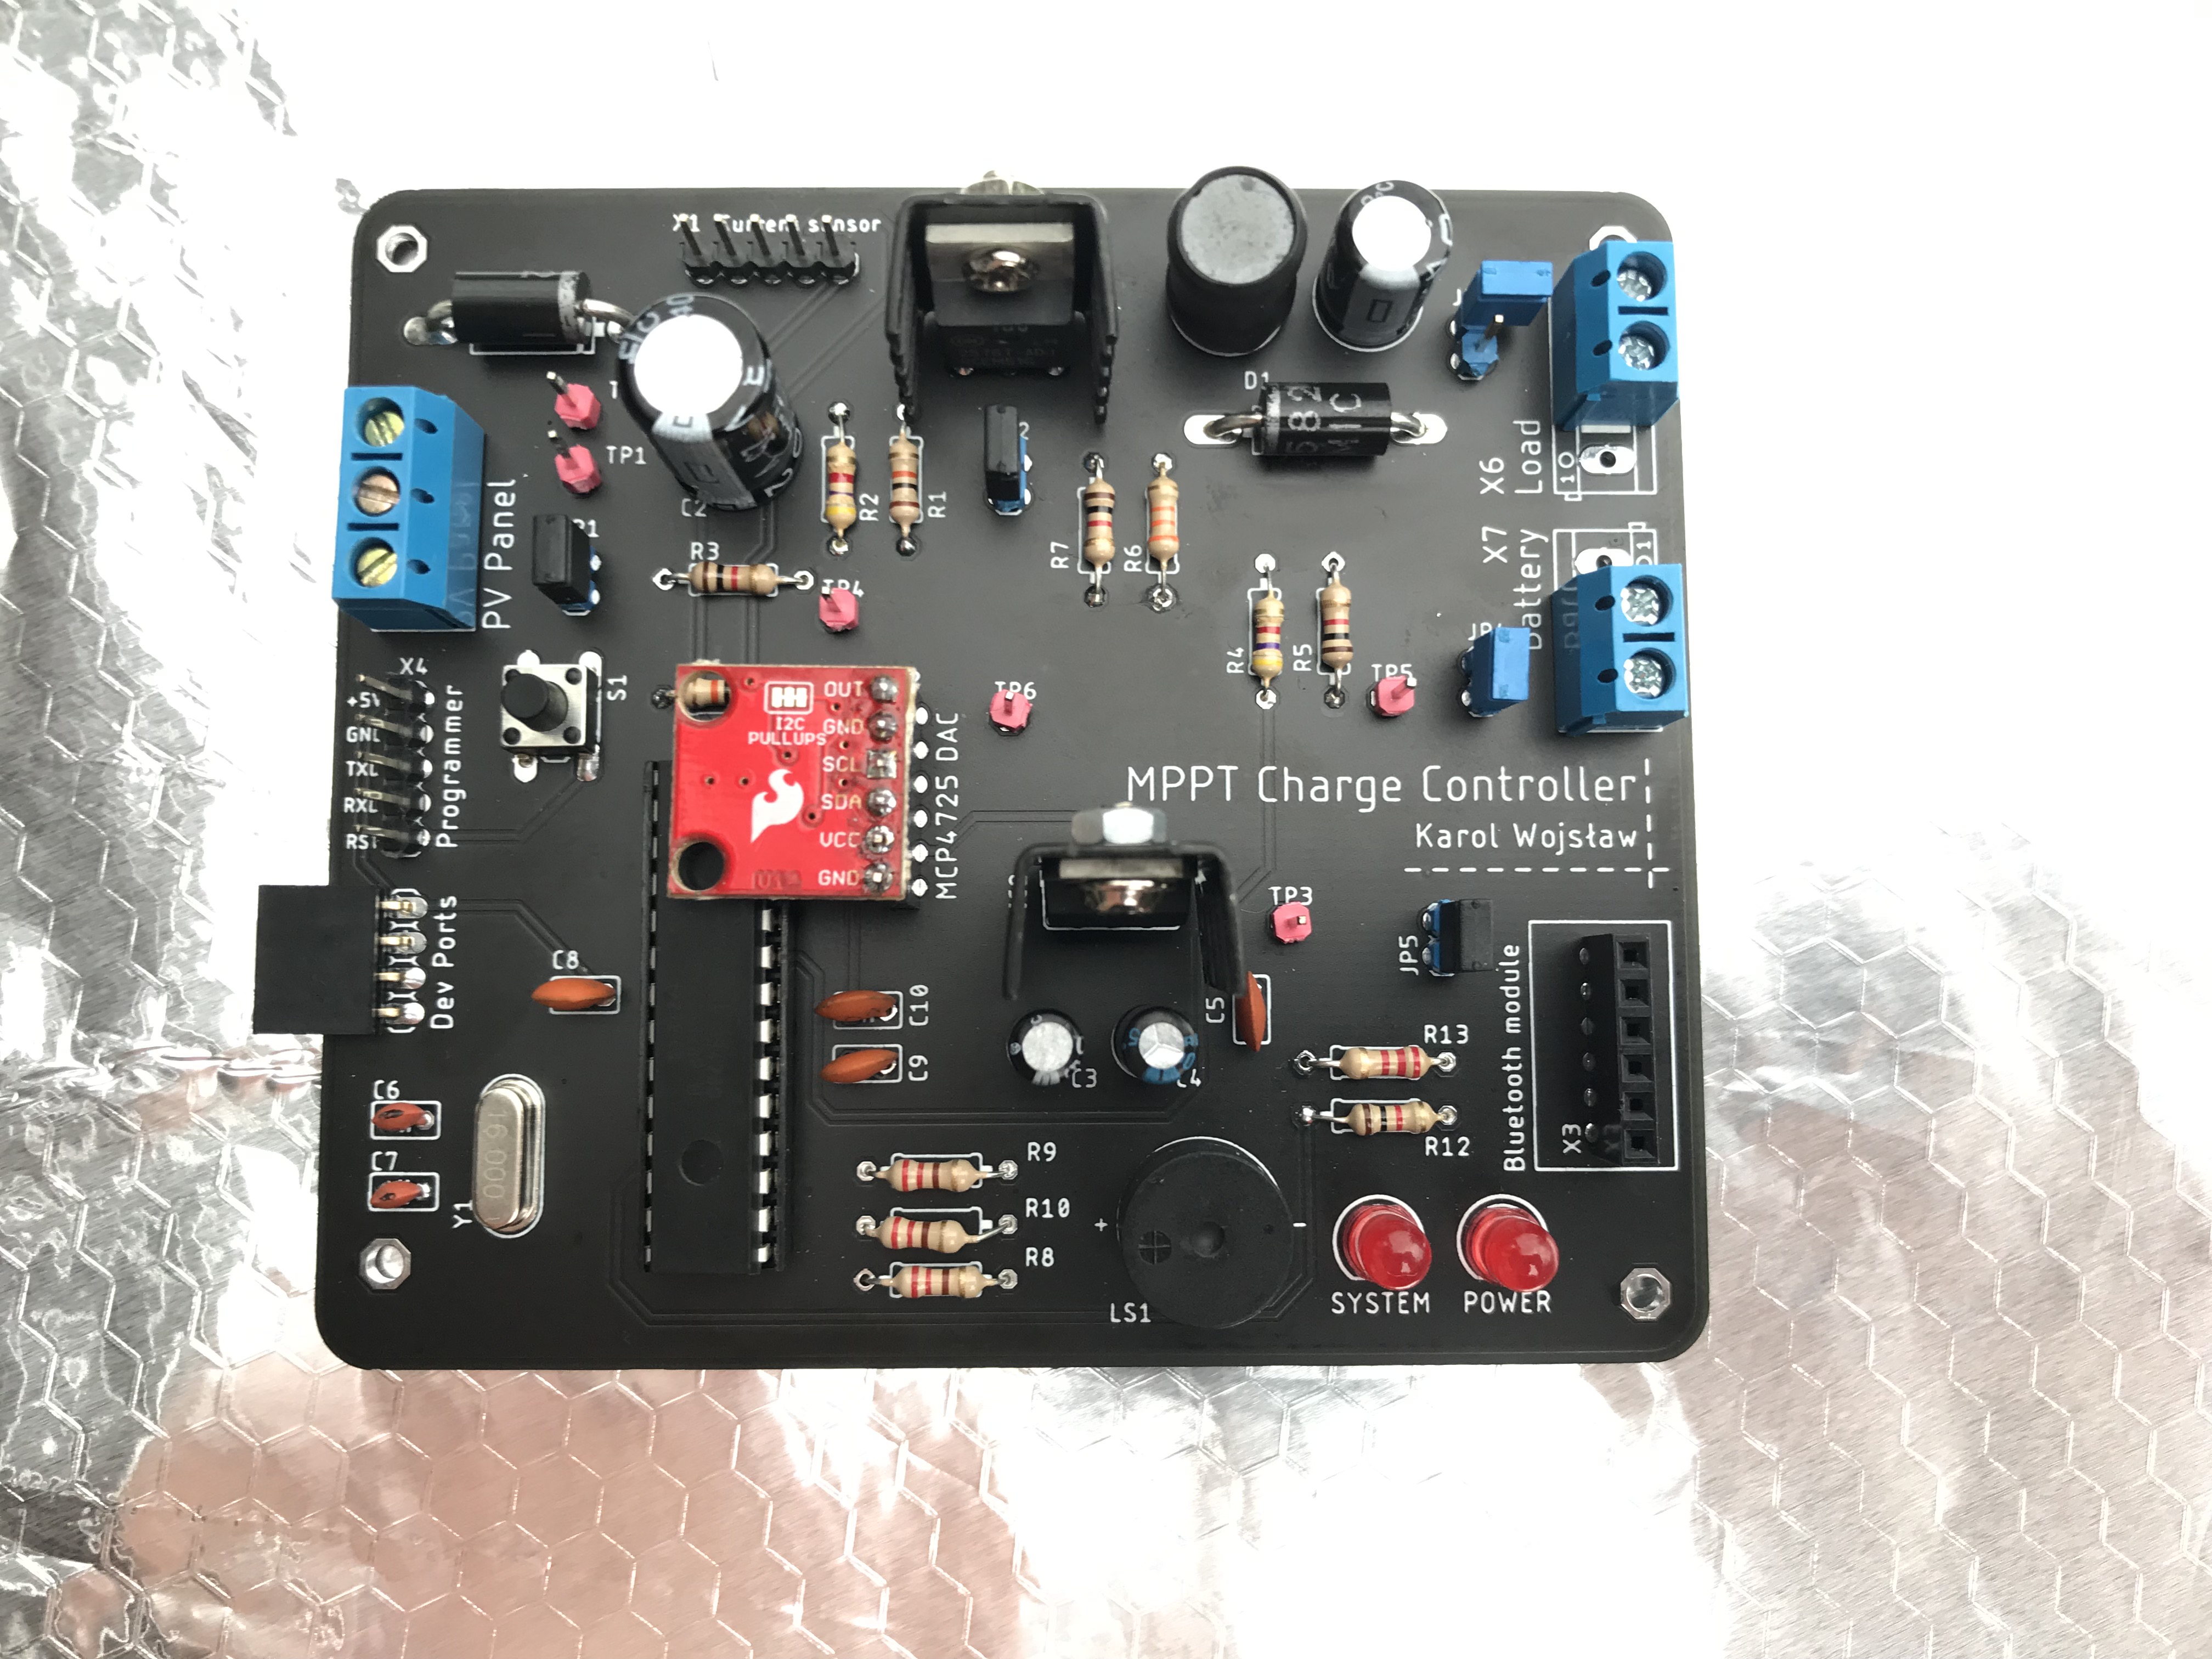 X1 Current sensor
D1
TP1
C2
R2
R1
R7
R6
X6
Load
PV Panel
R3
X7
Battery
TP4
R4
R5
TP5
TP6
X4
S1
+5V
GND
TXD
RXD
RST
Programmer
I2C
PULLUPS
OUT
GND
SCL
SDA
VCC
GND
MCP4725 DAC
MPPT Charge Controller
Karol Wojsław
TP3
JP5
Dev Ports
C8
C10
C9
C5
C3
C4
R13
R12
Bluetooth module
X3
C6
C7
Y1
16.000
R9
R10
R8
+
-
LS1
SYSTEM
POWER